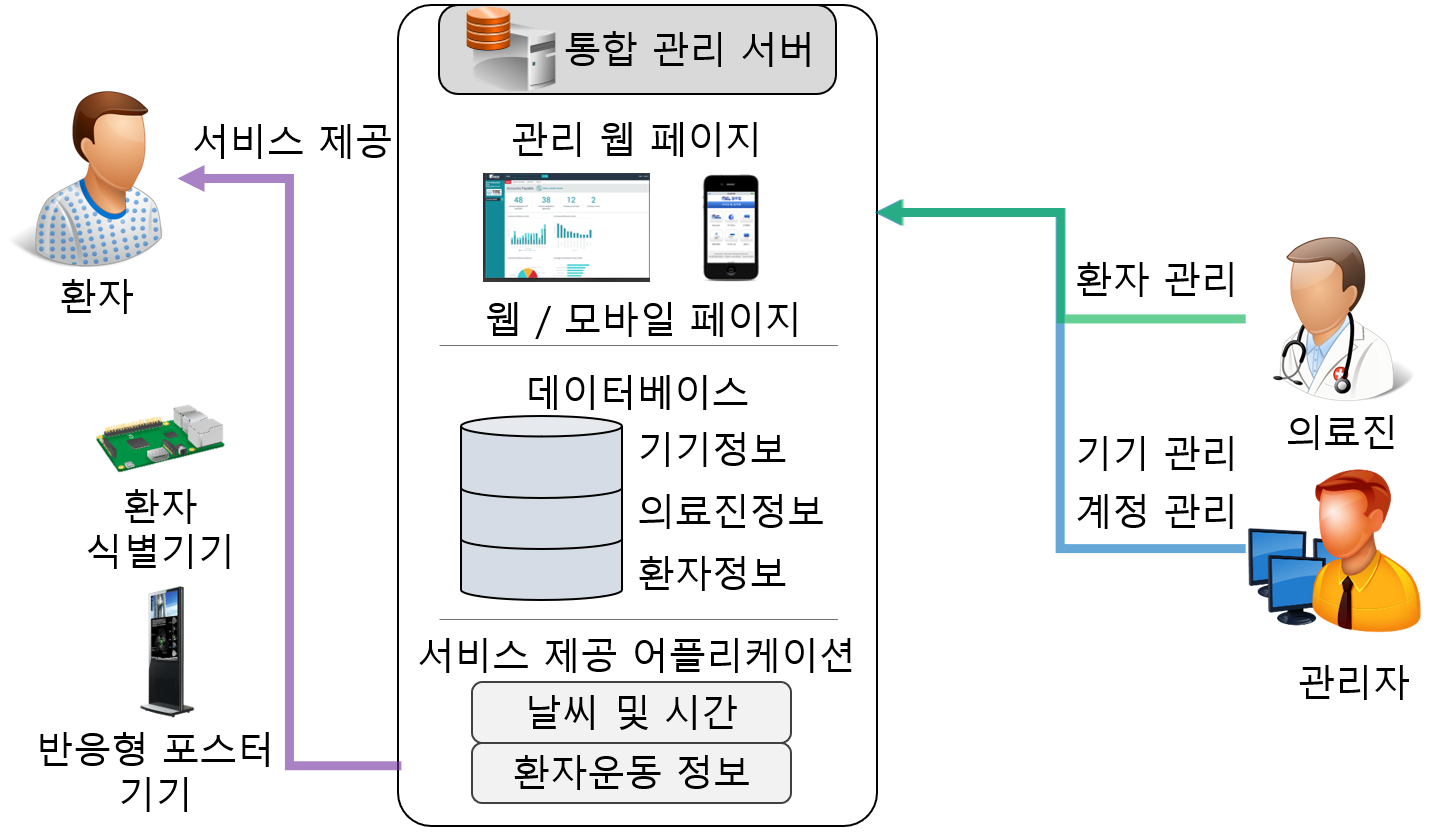 통합 관리 서버
관리 웹 페이지
웹 / 모바일 페이지
데이터베이스
기기정보
의료진정보
환자정보
서비스 제공 어플리케이션
날씨 및 시간
환자운동 정보
서비스 제공
환자
환자
식별기기
반응형 포스터
기기
환자 관리
의료진
기기 관리
계정 관리
관리자
48
38
12
2